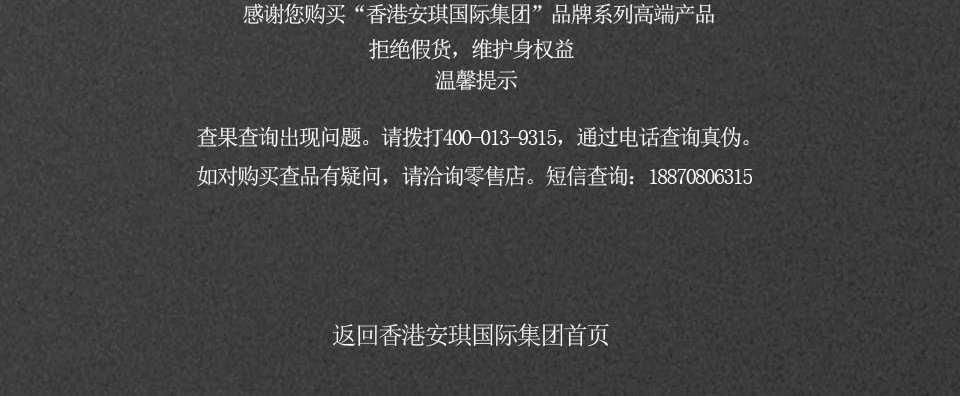 感谢您购买“香港安琪国际集团”品牌系列高端产品
拒绝假货，维护身权益
温馨提示
查果查询出现问题。请拨打400-013-9315，通过电话查询真伪。
如对购买查品有疑问，请洽询零售店。短信查询：18870806315
返回香港安琪国际集团首页